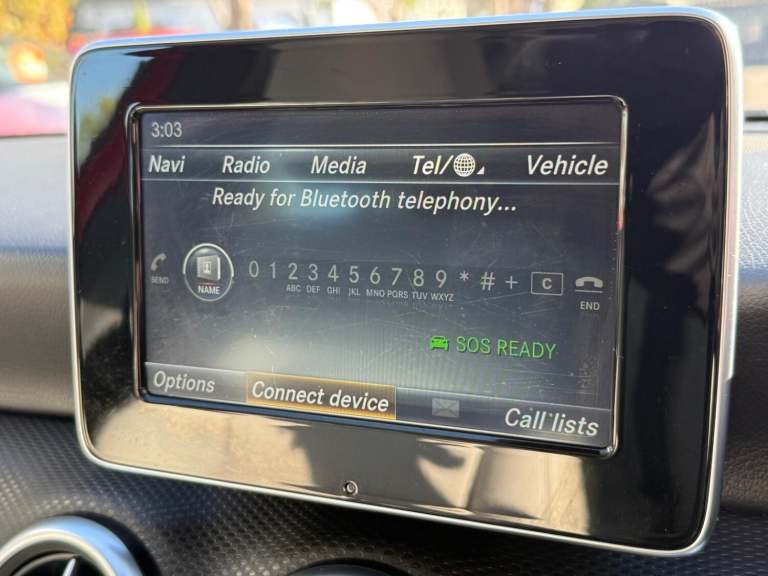 3:03
Navi Radio Media Tel/ Vehicle
Ready for Bluetooth telephony...
SEND NAME 0 1 2 3 4 5 6 7 8 9 * # + C END
ABC DEF GHI JKL MNO PQRS TUV WXYZ
SOS READY
Options Connect device Call lists